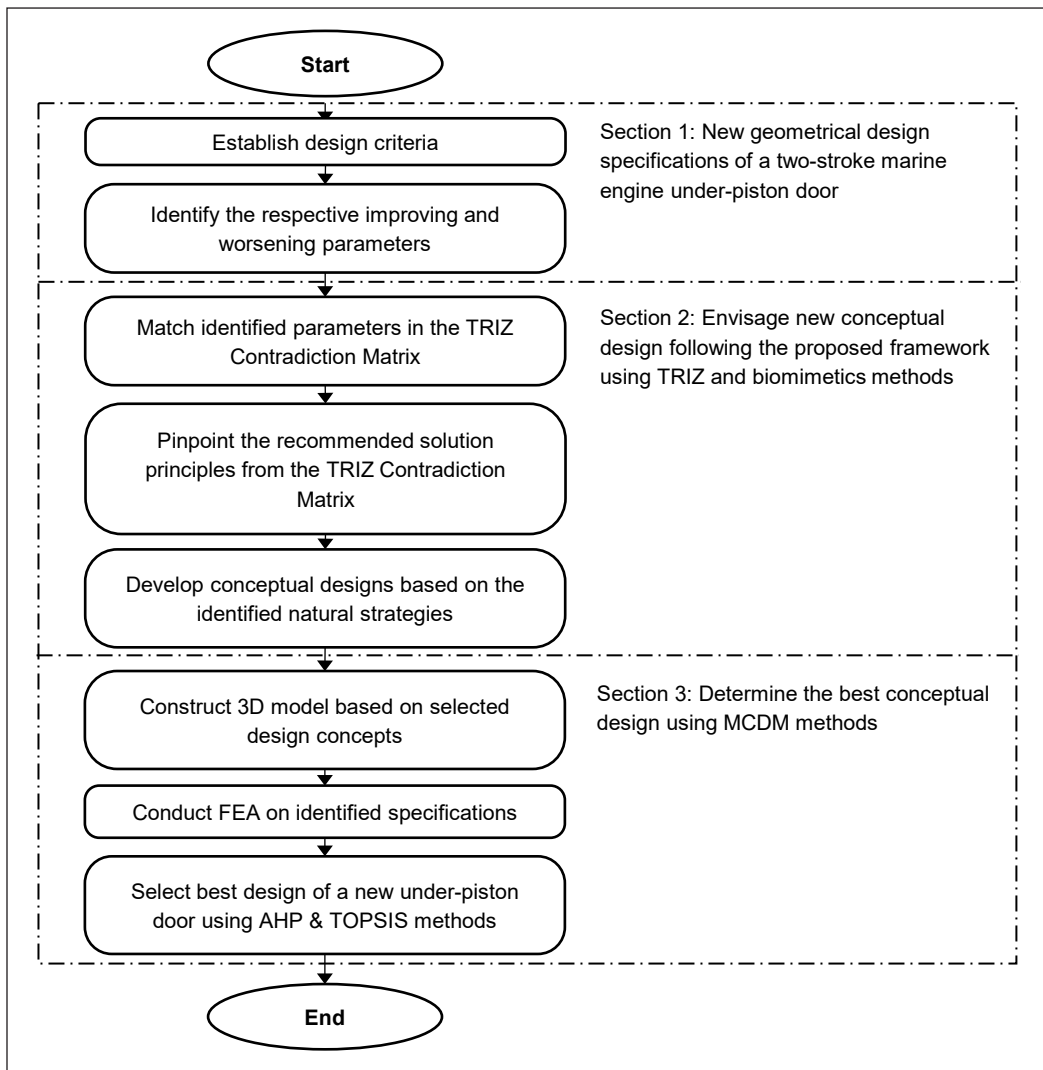 Start
Establish design criteria
Section 1: New geometrical design
specifications of a two-stroke marine
engine under-piston door
Identify the respective improving and
worsening parameters
Match identified parameters in the TRIZ
Contradiction Matrix
Section 2: Envisage new conceptual
design following the proposed framework
using TRIZ and biomimetics methods
Pinpoint the recommended solution
principles from the TRIZ Contradiction
Matrix
Develop conceptual designs based on the
identified natural strategies
Construct 3D model based on selected
design concepts
Section 3: Determine the best conceptual
design using MCDM methods
Conduct FEA on identified specifications
Select best design of a new under-piston
door using AHP & TOPSIS methods
End